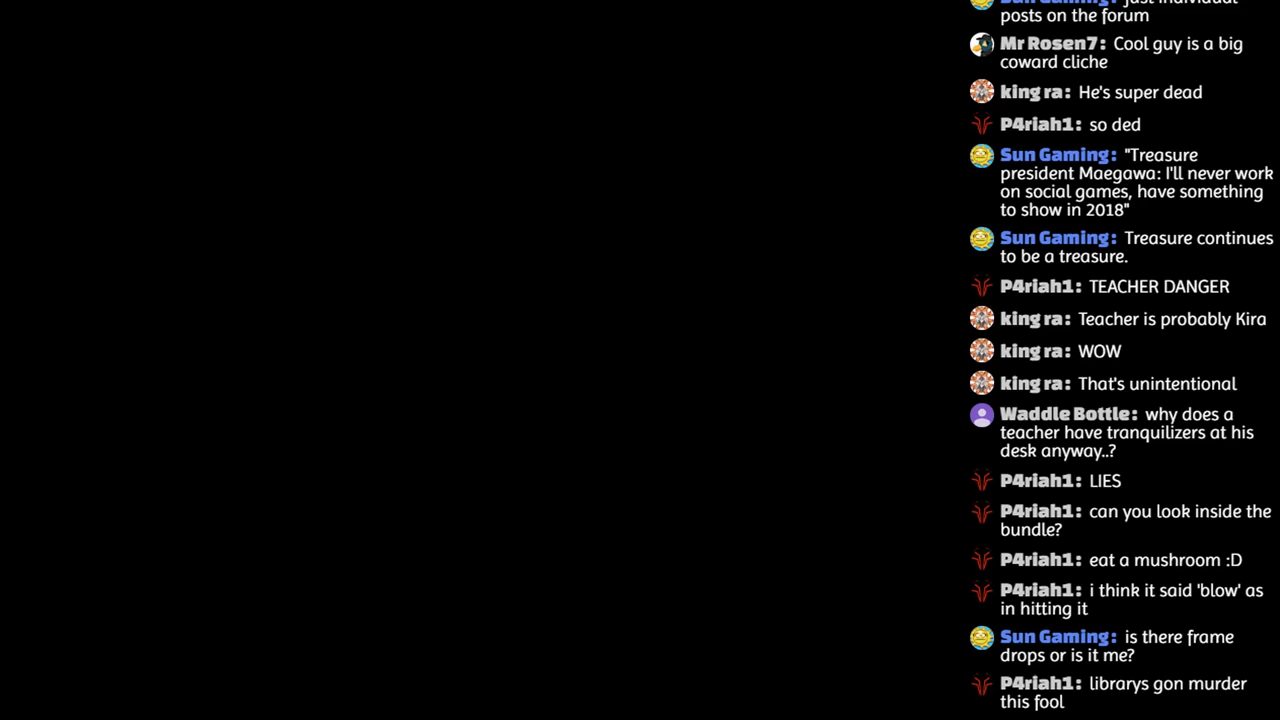 Sun Gaming: just individual
posts on the forum
Mr Rosen7: Cool guy is a big
coward cliche
king ra: He's super dead
P4riah1: so ded
Sun Gaming: "Treasure
president Maegawa: I'll never work
on social games, have something
to show in 2018"
Sun Gaming: Treasure continues
to be a treasure.
P4riah1: TEACHER DANGER
king ra: Teacher is probably Kira
king ra: WOW
king ra: That's unintentional
Waddle Bottle: why does a
teacher have tranquilizers at his
desk anyway..?
P4riah1: LIES
P4riah1: can you look inside the
bundle?
P4riah1: eat a mushroom :D
P4riah1: i think it said 'blow' as
in hitting it
Sun Gaming: is there frame
drops or is it me?
P4riah1: librarys gon murder
this fool